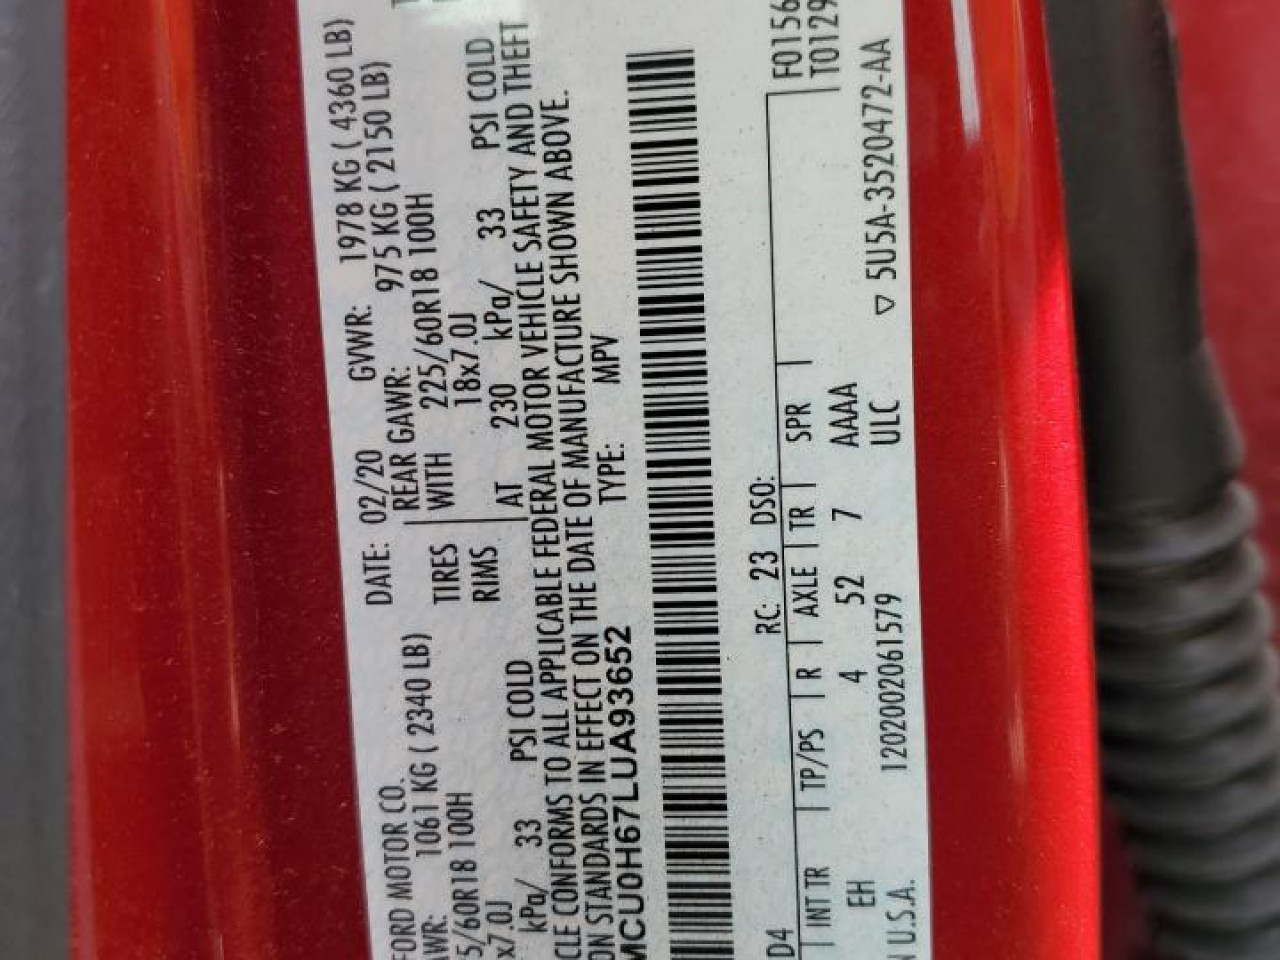 FORD MOTOR CO. DATE: 02/20 GVWR: 1978 KG ( 4360 LB)
AWR: 1061 KG ( 2340 LB) REAR GAWR: 975 KG ( 2150 LB)
5/60R18 100H TIRES WITH 225/60R18 100H
x7.0J RIMS 18x7.0J
kPa/ 33 PSI COLD AT 230 kPa/ 33 PSI COLD
CLE CONFORMS TO ALL APPLICABLE FEDERAL MOTOR VEHICLE SAFETY AND THEFT
ON STANDARDS IN EFFECT ON THE DATE OF MANUFACTURE SHOWN ABOVE.
MCU0H67LUA93652 TYPE: MPV
D4 RC: 23 DSO: F0156
INT TR TP/PS R AXLE TR SPR T0129
EH 4 52 7 AAAA
N U.S.A. 120200206​1579 ULC ▽ 5U5A-3520472-AA